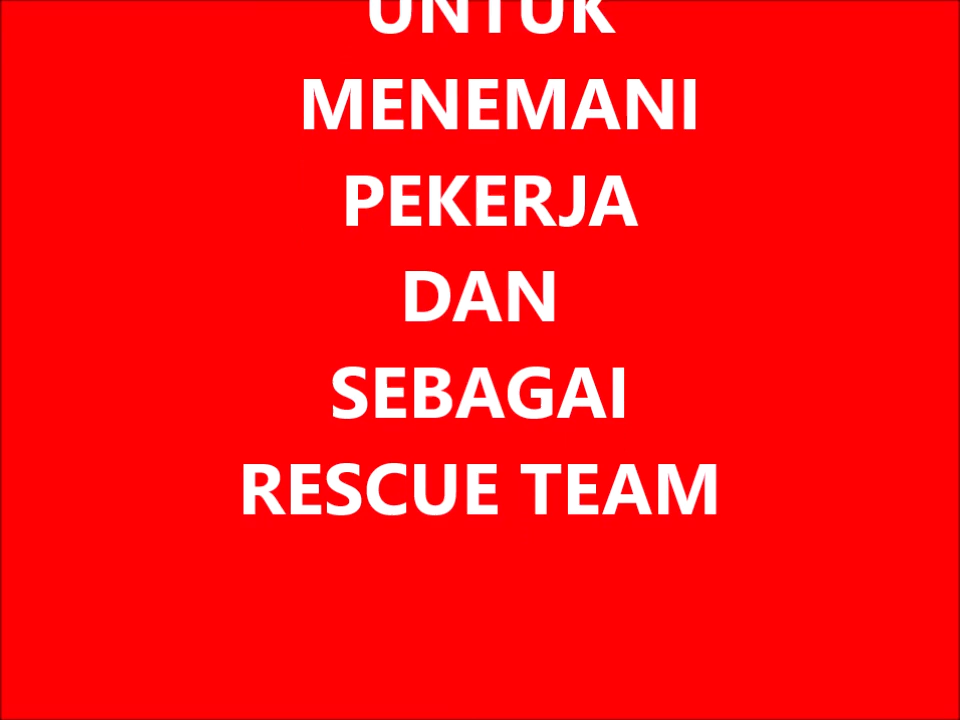 UNTUK
MENEMANI
PEKERJA
DAN
SEBAGAI
RESCUE TEAM